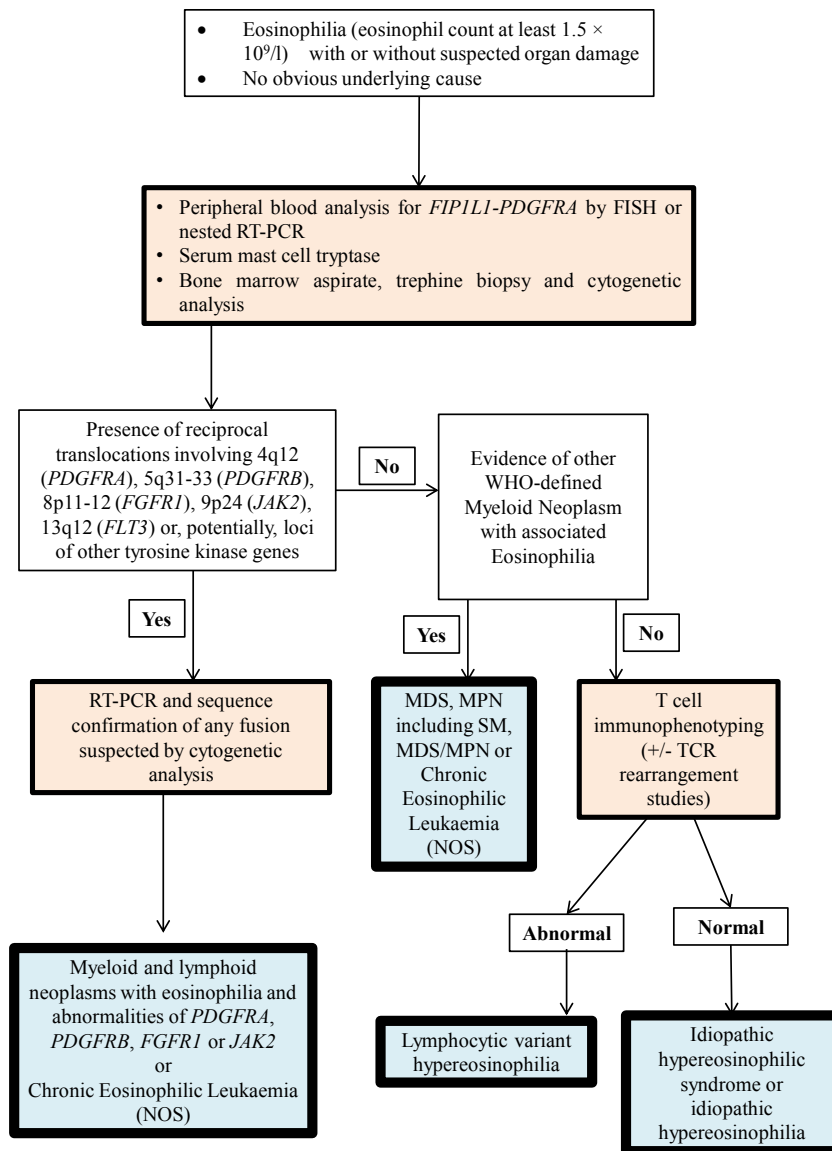 • Eosinophilia (eosinophil count at least 1.5 ×
10⁹/l) with or without suspected organ damage
• No obvious underlying cause
• Peripheral blood analysis for FIP1L1-PDGFRA by FISH or
nested RT-PCR
• Serum mast cell tryptase
• Bone marrow aspirate, trephine biopsy and cytogenetic
analysis
Presence of reciprocal
translocations involving 4q12
(PDGFRA), 5q31-33 (PDGFRB),
8p11-12 (FGFR1), 9p24 (JAK2),
13q12 (FLT3) or, potentially, loci
of other tyrosine kinase genes
No
Evidence of other
WHO-defined
Myeloid Neoplasm
with associated
Eosinophilia
Yes
Yes
No
RT-PCR and sequence
confirmation of any fusion
suspected by cytogenetic
analysis
MDS, MPN
including SM,
MDS/MPN or
Chronic
Eosinophilic
Leukaemia
(NOS)
T cell
immunophenotyping
(+/- TCR
rearrangement
studies)
Abnormal
Normal
Myeloid and lymphoid
neoplasms with eosinophilia and
abnormalities of PDGFRA,
PDGFRB, FGFR1 or JAK2
or
Chronic Eosinophilic Leukaemia
(NOS)
Lymphocytic variant
hypereosinophilia
Idiopathic
hypereosinophilic
syndrome or
idiopathic
hypereosinophilia